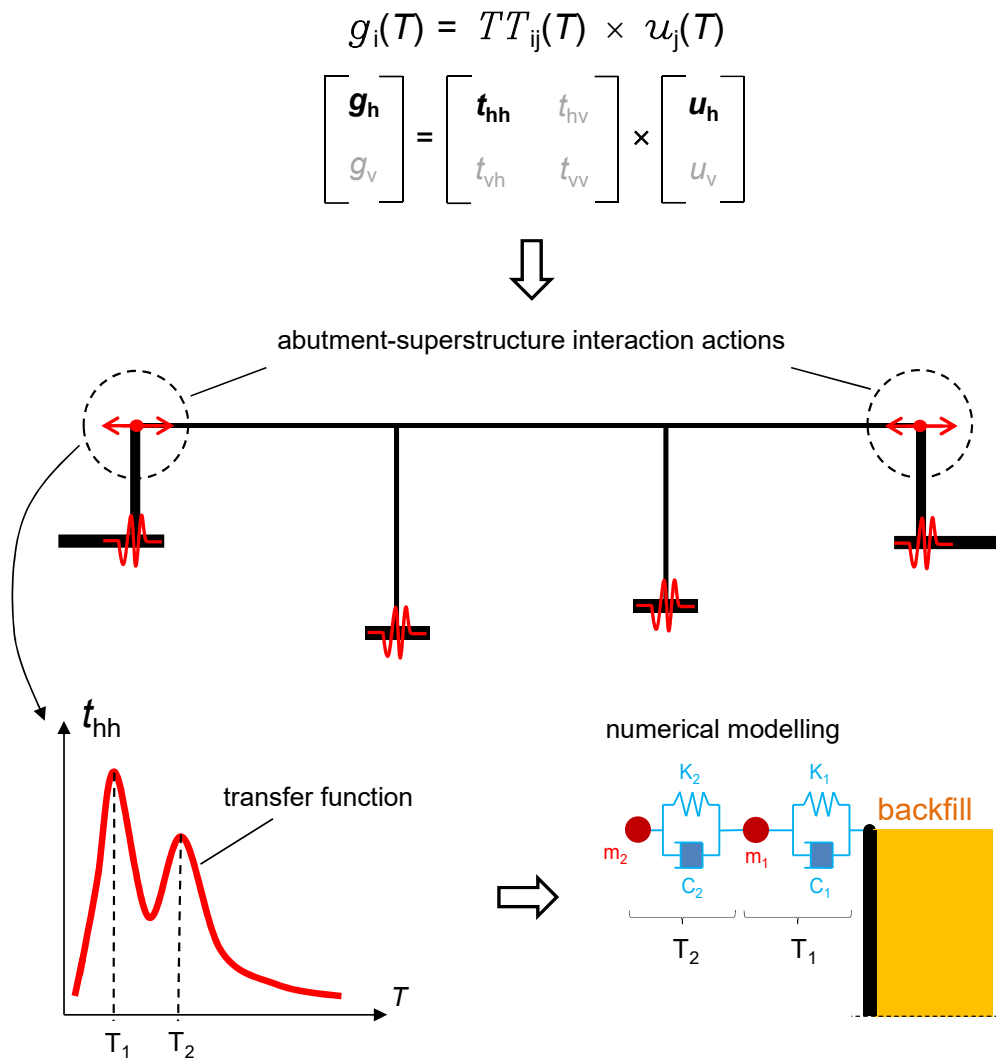 gᵢ(T) = TTᵢⱼ(T) × uⱼ(T)
gₕ = tₕₕ tₕᵥ × uₕ
gᵥ tᵥₕ tᵥᵥ uᵥ
abutment-superstructure interaction actions
tₕₕ
transfer function
T
T₁ T₂
numerical modelling
K₂ K₁
backfill
m₂ m₁
C₂ C₁
T₂ T₁